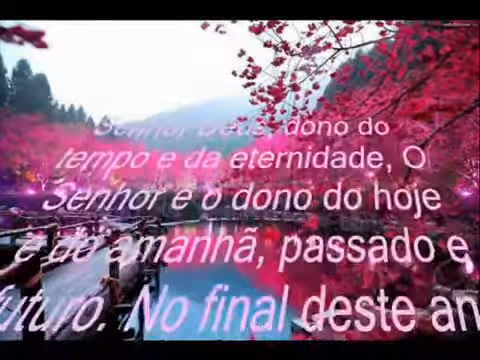 Senhor Deus, dono do
tempo e da eternidade, O
Senhor é o dono do hoje
e do amanhã, passado e
futuro. No final deste an